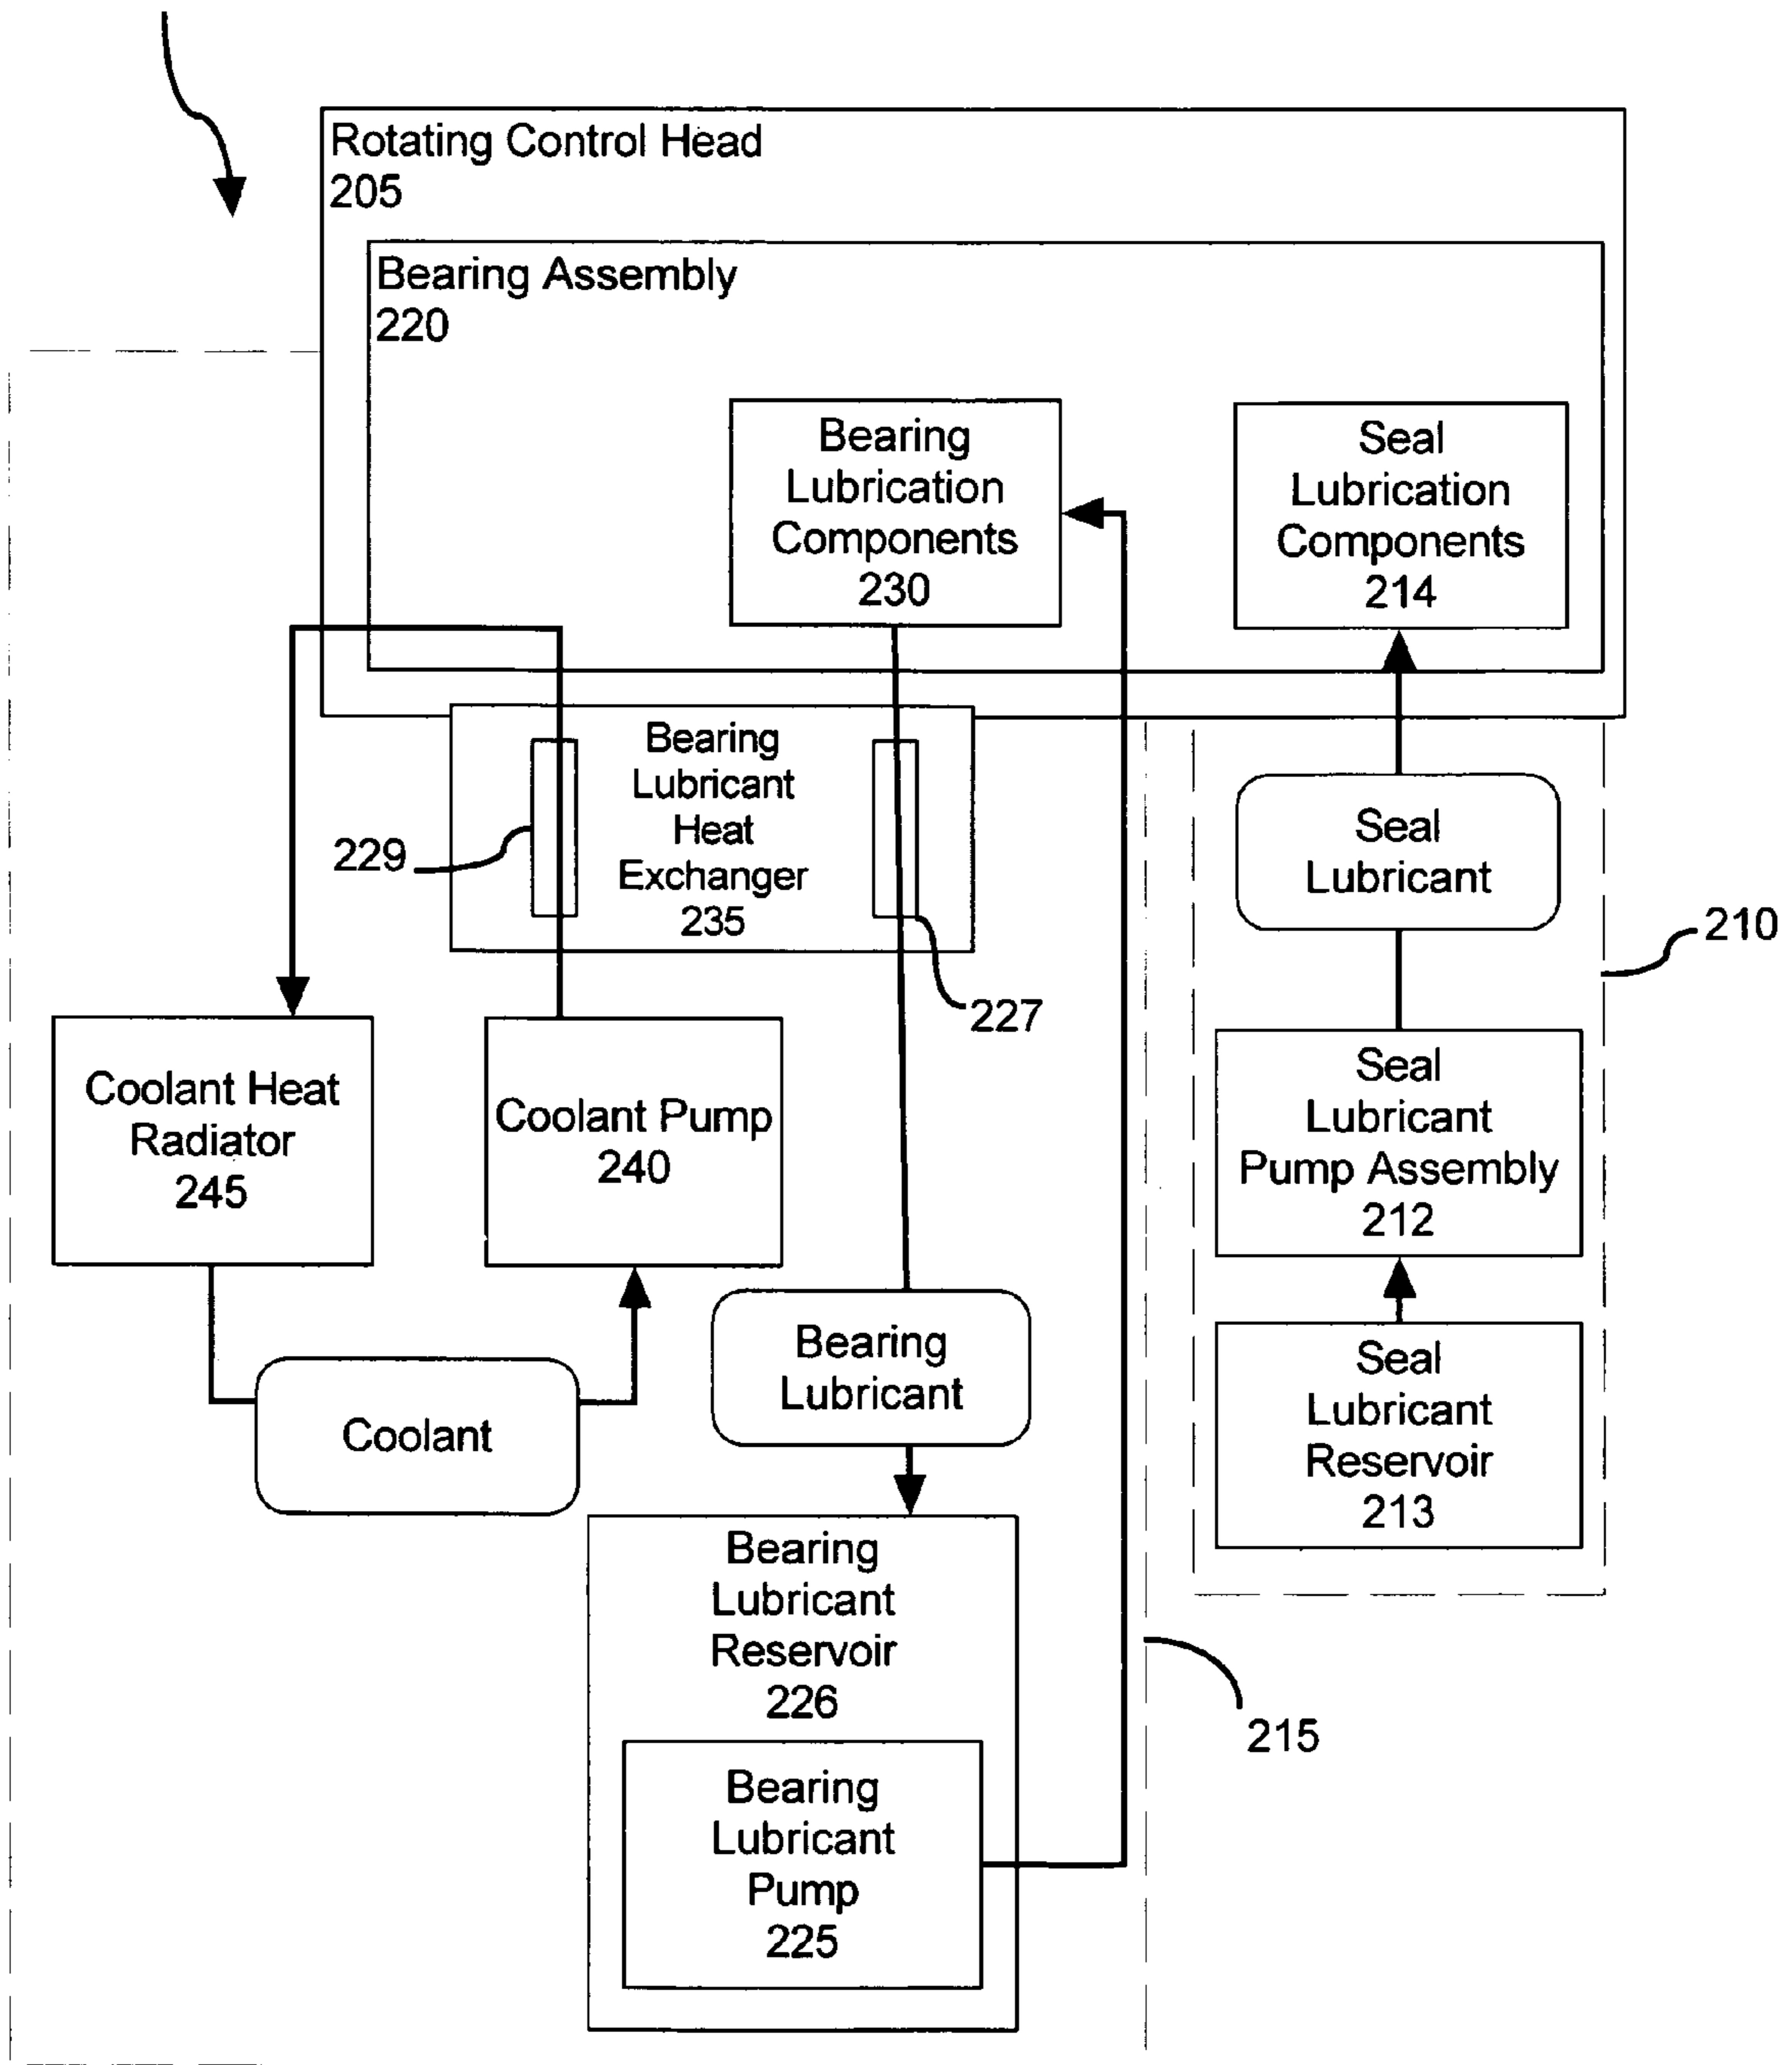 Rotating Control Head
205
Bearing Assembly
220
Bearing
Lubrication
Components
230
Seal
Lubrication
Components
214
Bearing
Lubricant
Heat
Exchanger
235
229
227
Seal
Lubricant
210
Coolant Heat
Radiator
245
Coolant Pump
240
Seal
Lubricant
Pump Assembly
212
Bearing
Lubricant
Coolant
Seal
Lubricant
Reservoir
213
Bearing
Lubricant
Reservoir
226
215
Bearing
Lubricant
Pump
225